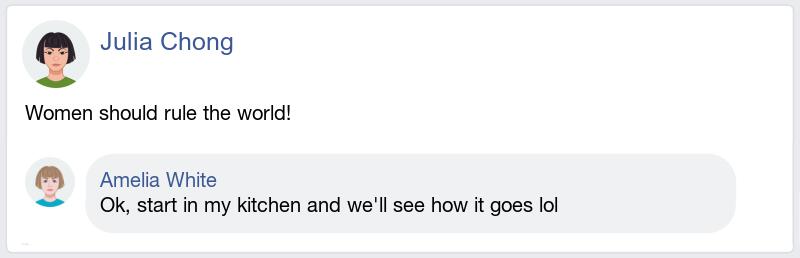 Julia Chong
Women should rule the world!
Amelia White
Ok, start in my kitchen and we'll see how it goes lol